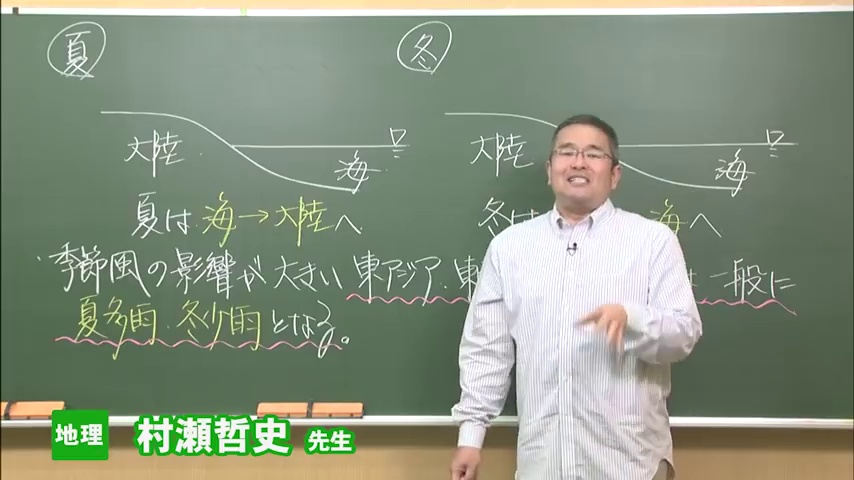 夏
冬
大陸
海
大陸
海
夏は 海→大陸へ
冬は 海へ
季節風の影響が大きい東アジア・東 は一般に
夏多雨・冬少雨となる。
地理 村瀬哲史 先生